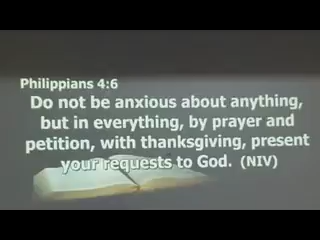 Philippians 4:6
Do not be anxious about anything,
but in everything, by prayer and
petition, with thanksgiving, present
your requests to God. (NIV)